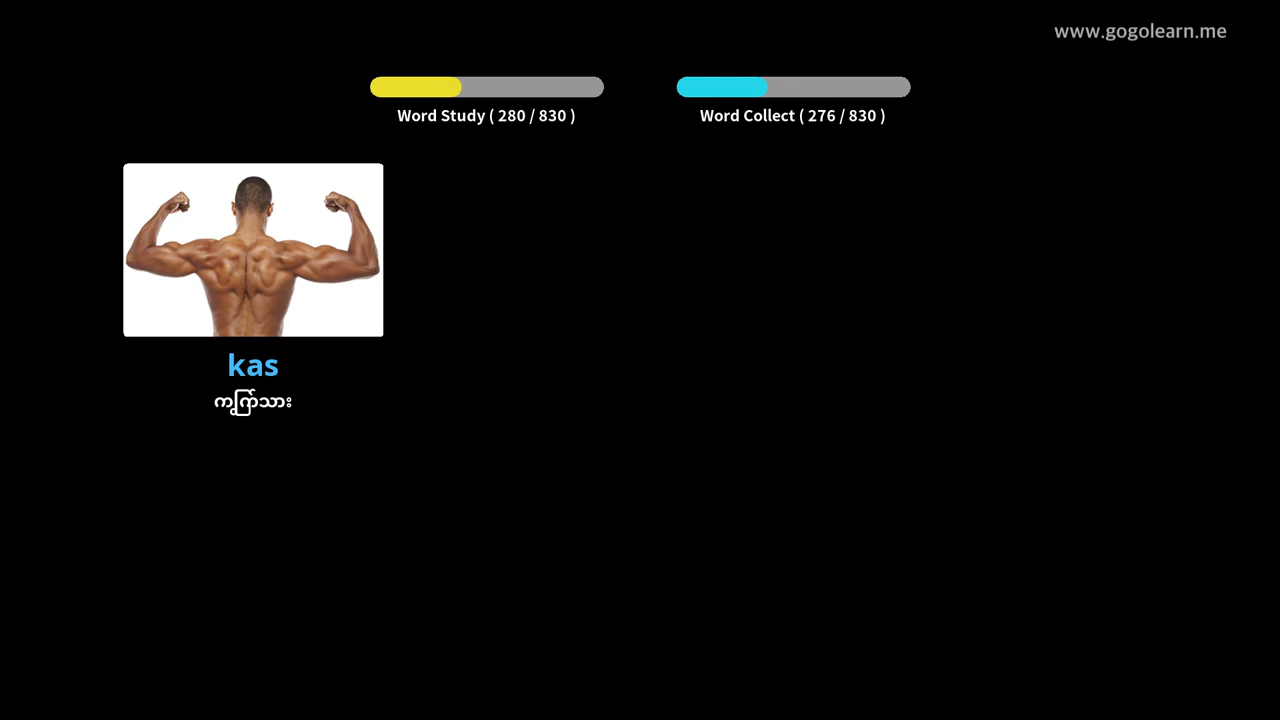 www.gogolearn.me
Word Study ( 280 / 830 )
Word Collect ( 276 / 830 )
kas
ကြွက်သား